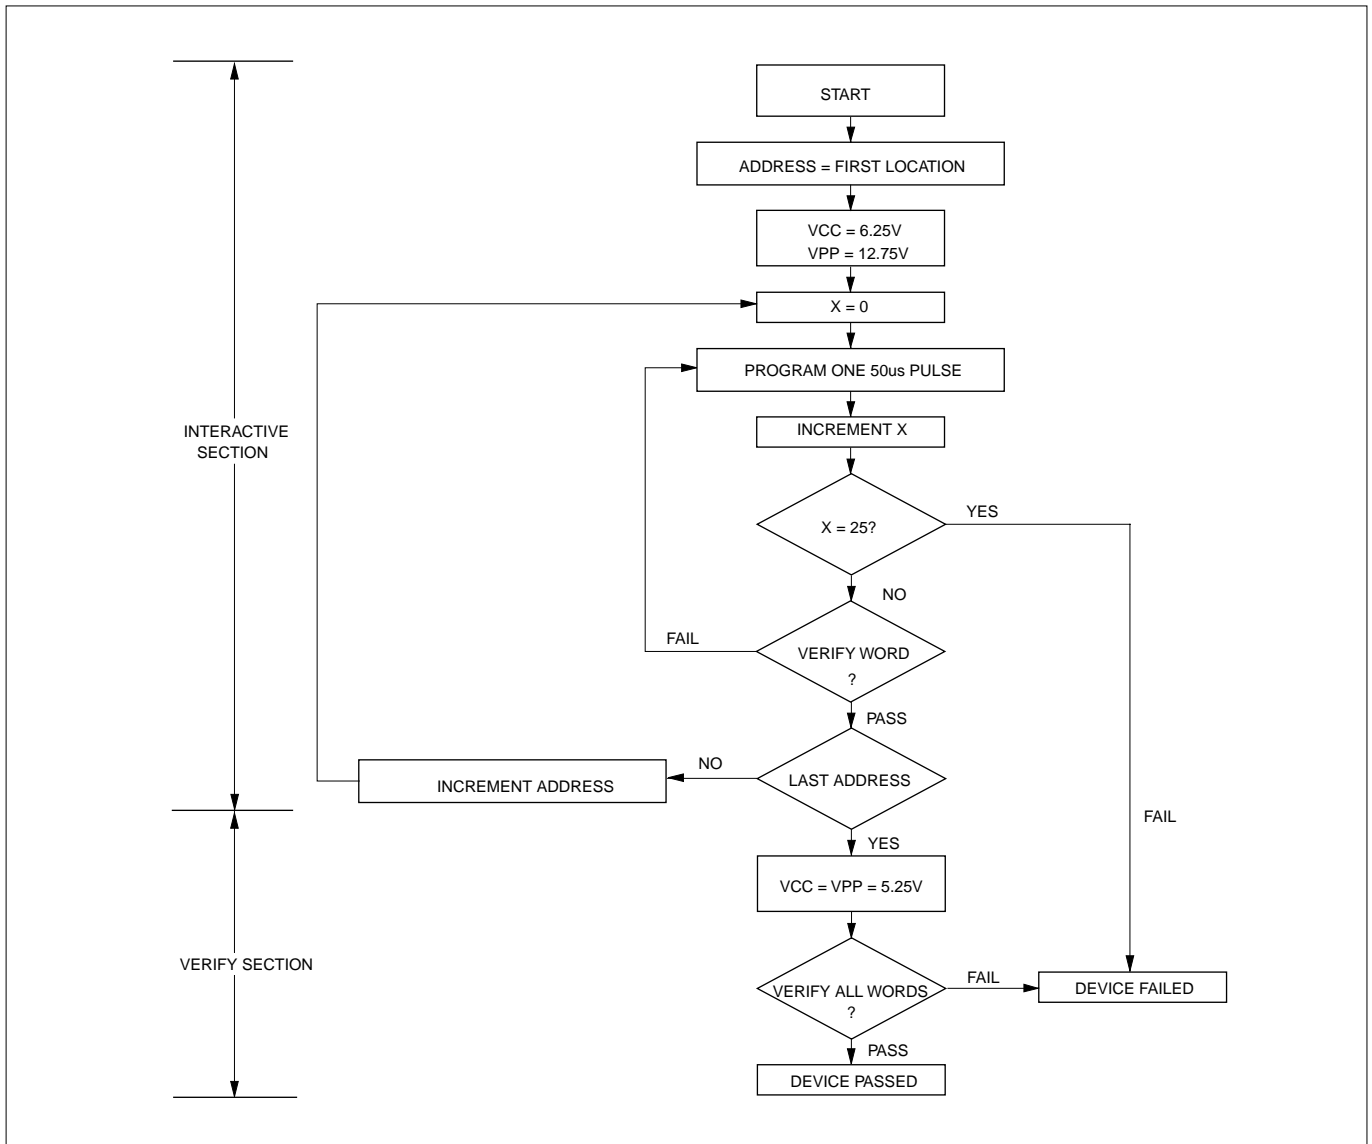 START
ADDRESS = FIRST LOCATION
VCC = 6.25V
VPP = 12.75V
X = 0
PROGRAM ONE 50us PULSE
INCREMENT X
INTERACTIVE
SECTION
X = 25?
YES
NO
FAIL
VERIFY WORD
?
PASS
NO
LAST ADDRESS
INCREMENT ADDRESS
FAIL
YES
VCC = VPP = 5.25V
VERIFY SECTION
VERIFY ALL WORDS
?
FAIL
DEVICE FAILED
PASS
DEVICE PASSED